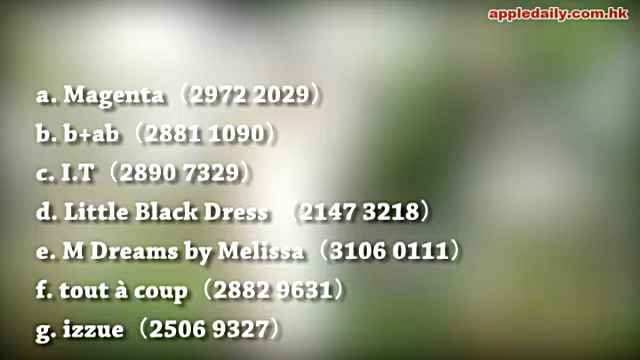 appledaily.com.hk
a. Magenta（2972 2029）
b. b+ab（2881 1090）
c. I.T（2890 7329）
d. Little Black Dress （2147 3218）
e. M Dreams by Melissa（3106 0111）
f. tout à coup（2882 9631）
g. izzue（2506 9327）